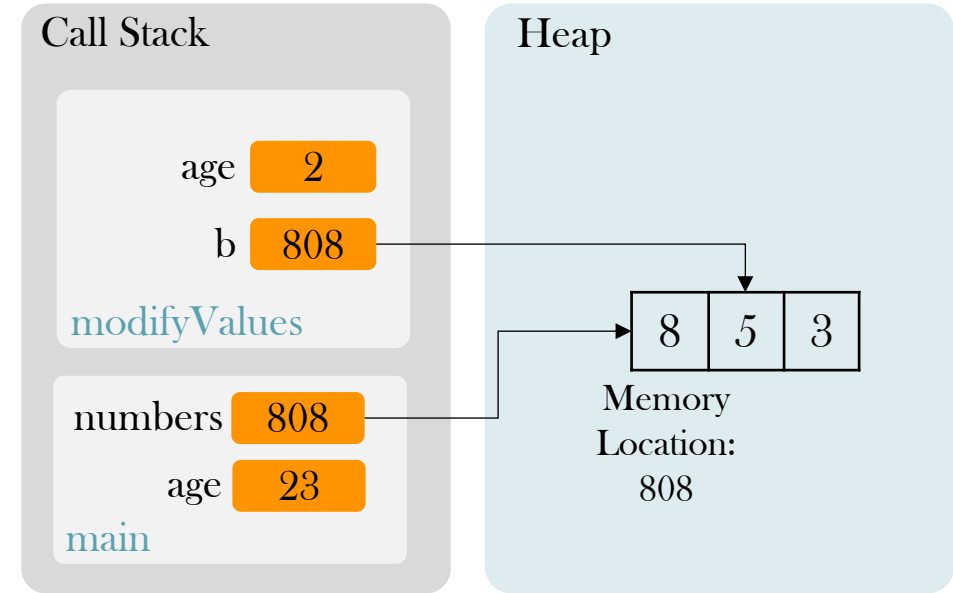 Call Stack
age 2
b 808
modifyValues
numbers 808
age 23
main
Heap
8 5 3
Memory
Location:
808